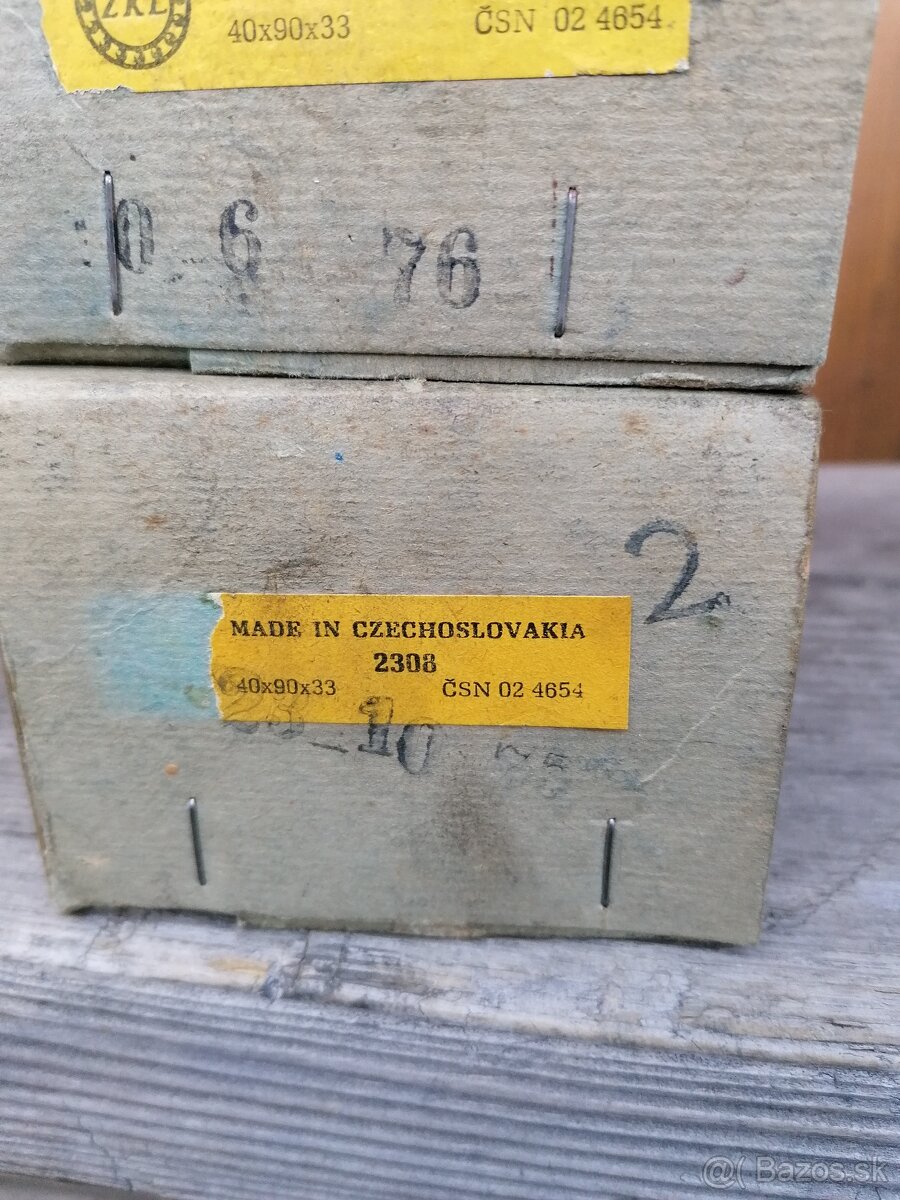 ZKL
40x90x33 ČSN 02 4654
0 6 76
2
MADE IN CZECHOSLOVAKIA
2308
40x90x33 ČSN 02 4654
10
@( Bazos.sk